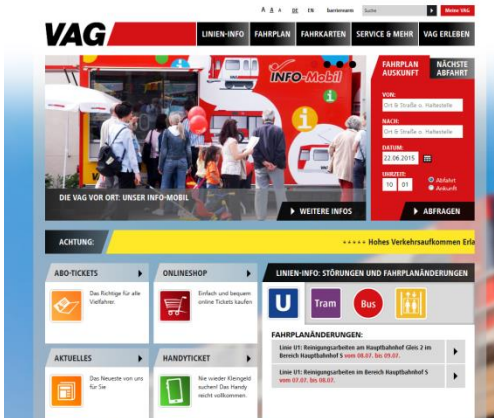 A A A DE EN barrierearm Suche Meine VAG
VAG
LINIEN-INFO FAHRPLAN FAHRKARTEN SERVICE & MEHR VAG ERLEBEN
INFO-Mobil
FAHRPLAN
AUSKUNFT
NÄCHSTE
ABFAHRT
VON:
Ort & Straße o. Haltestelle
NACH:
Ort & Straße o. Haltestelle
DATUM:
22.06.2015
UHRZEIT:
10 01
Abfahrt
Ankunft
DIE VAG VOR ORT: UNSER INFO-MOBIL
WEITERE INFOS
ABFRAGEN
ACHTUNG:
+++++ Hohes Verkehrsaufkommen Erla
ABO-TICKETS
Das Richtige für alle
Vielfahrer.
ONLINESHOP
Einfach und bequem
online Tickets kaufen
LINIEN-INFO: STÖRUNGEN UND FAHRPLANÄNDERUNGEN
U Tram Bus
FAHRPLANÄNDERUNGEN:
Linie U1: Reinigungsarbeiten am Hauptbahnhof Gleis 2 im
Bereich Hauptbahnhof S vom 08.07. bis 09.07.
Linie U1: Reinigungsarbeiten im Bereich Hauptbahnhof S
vom 07.07. bis 08.07.
AKTUELLES
Das Neueste von uns
für Sie
HANDYTICKET
Nie wieder Kleingeld
suchen! Das Handy
reicht vollkommen.